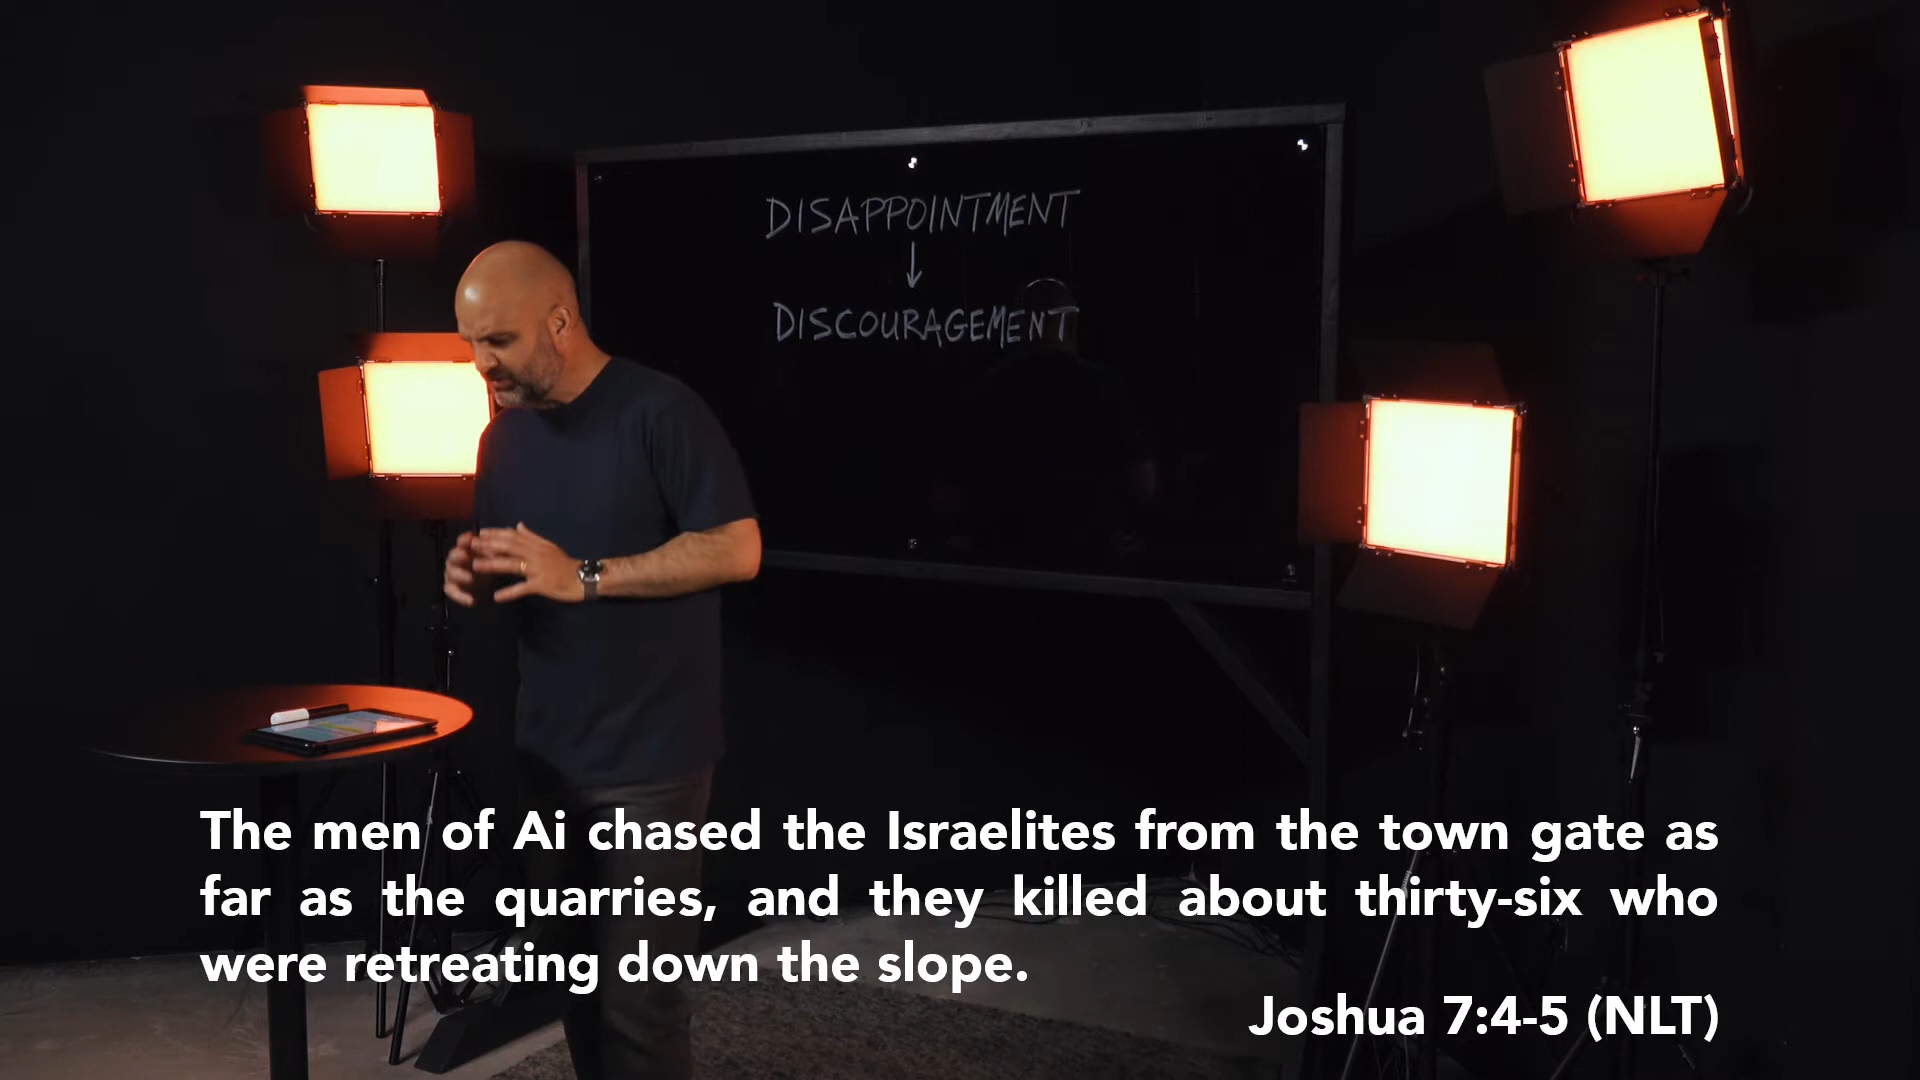 DISAPPOINTMENT
↓
DISCOURAGEMENT
The men of Ai chased the Israelites from the town gate as
far as the quarries, and they killed about thirty-six who
were retreating down the slope.
Joshua 7:4-5 (NLT)